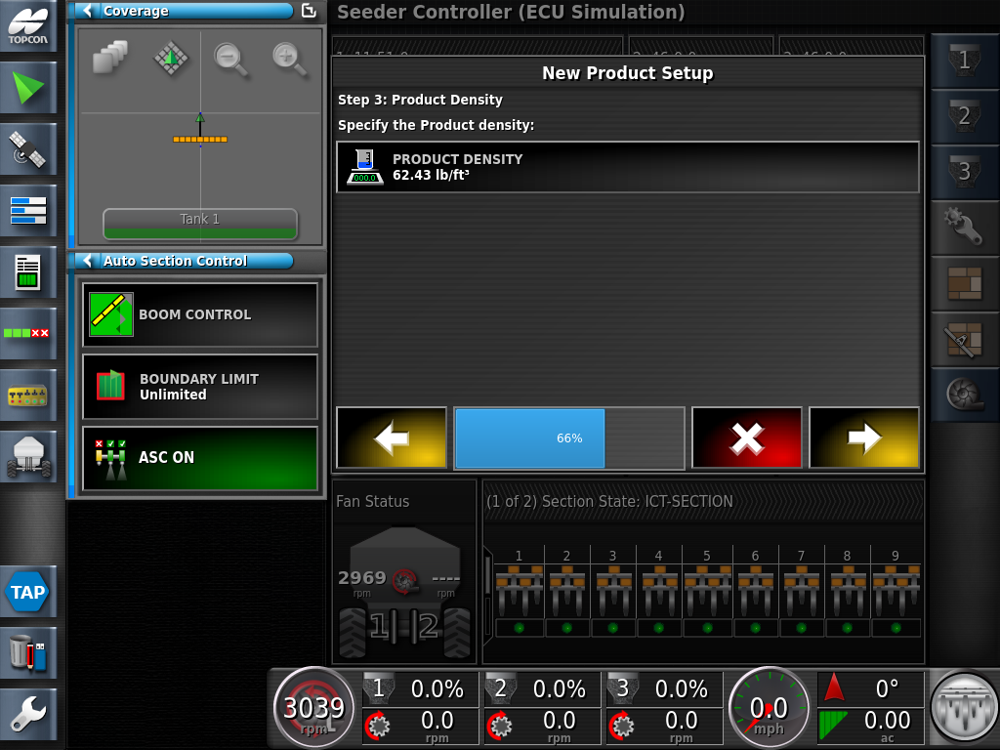 TOPCON
Coverage
Seeder Controller (ECU Simulation)
Tank 1
Auto Section Control
BOOM CONTROL
BOUNDARY LIMIT
Unlimited
ASC ON
New Product Setup
Step 3: Product Density
Specify the Product density:
000.0
PRODUCT DENSITY
62.43 lb/ft³
66%
1
2
3
Fan Status
2969
rpm
----
rpm
1
2
(1 of 2) Section State: ICT-SECTION
1 2 3 4 5 6 7 8 9
TAP
3039
rpm
1 0.0%
0.0
rpm
2 0.0%
0.0
rpm
3 0.0%
0.0
rpm
0.0
mph
0°
0.00
ac